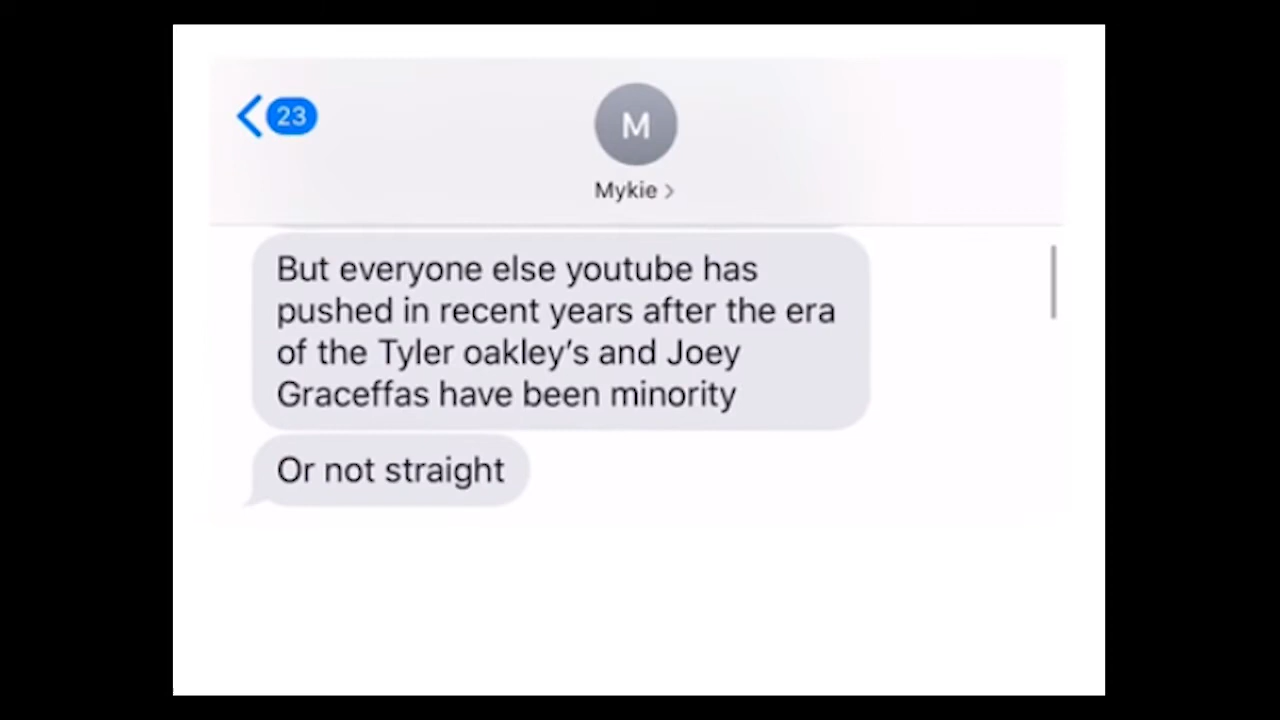 23
M
Mykie >
But everyone else youtube has
pushed in recent years after the era
of the Tyler oakley’s and Joey
Graceffas have been minority
Or not straight